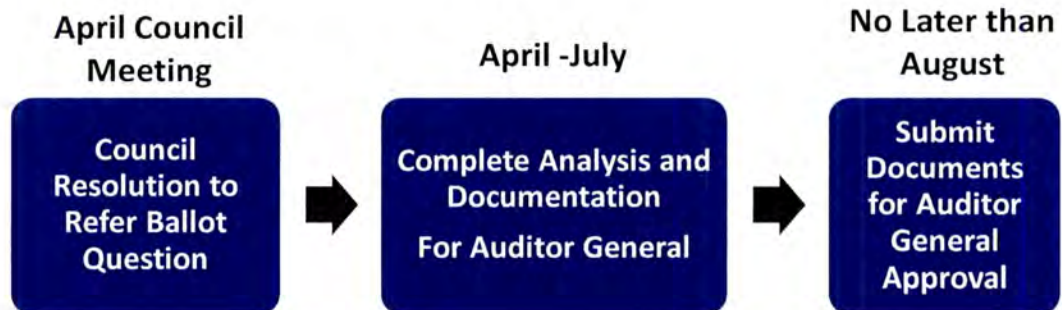 April Council
Meeting
Council
Resolution to
Refer Ballot
Question
April -July
Complete Analysis and
Documentation
For Auditor General
No Later than
August
Submit
Documents
for Auditor
General
Approval